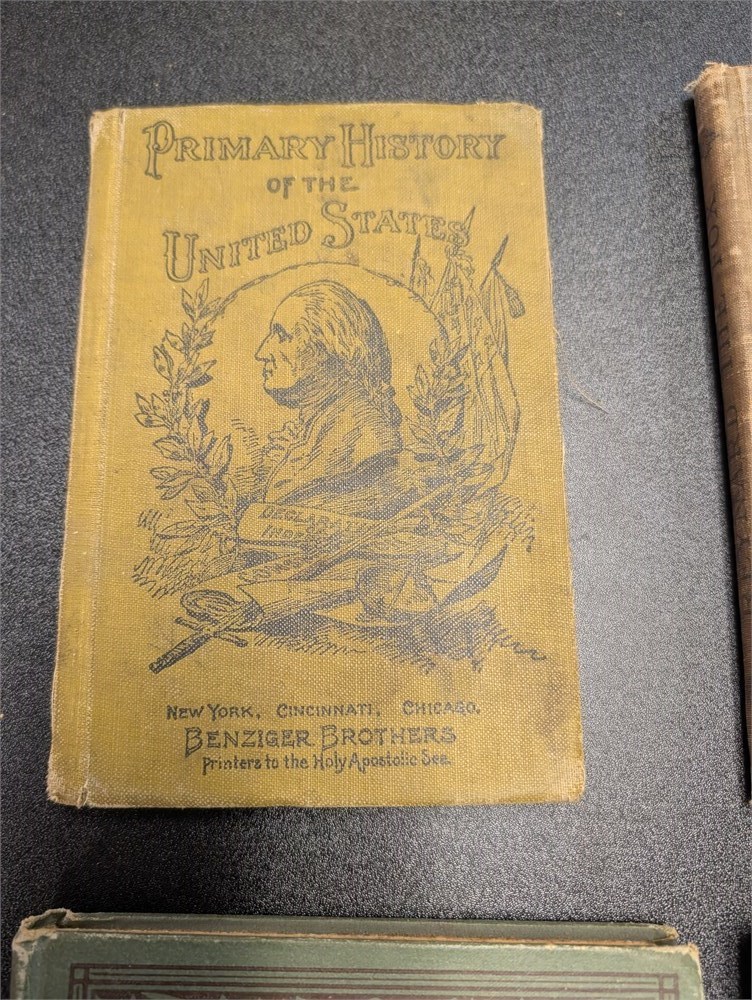 PRIMARY HISTORY
OF THE
UNITED STATES
NEW YORK, CINCINNATI, CHICAGO.
BENZIGER BROTHERS
Printers to the Holy Apostolic See.